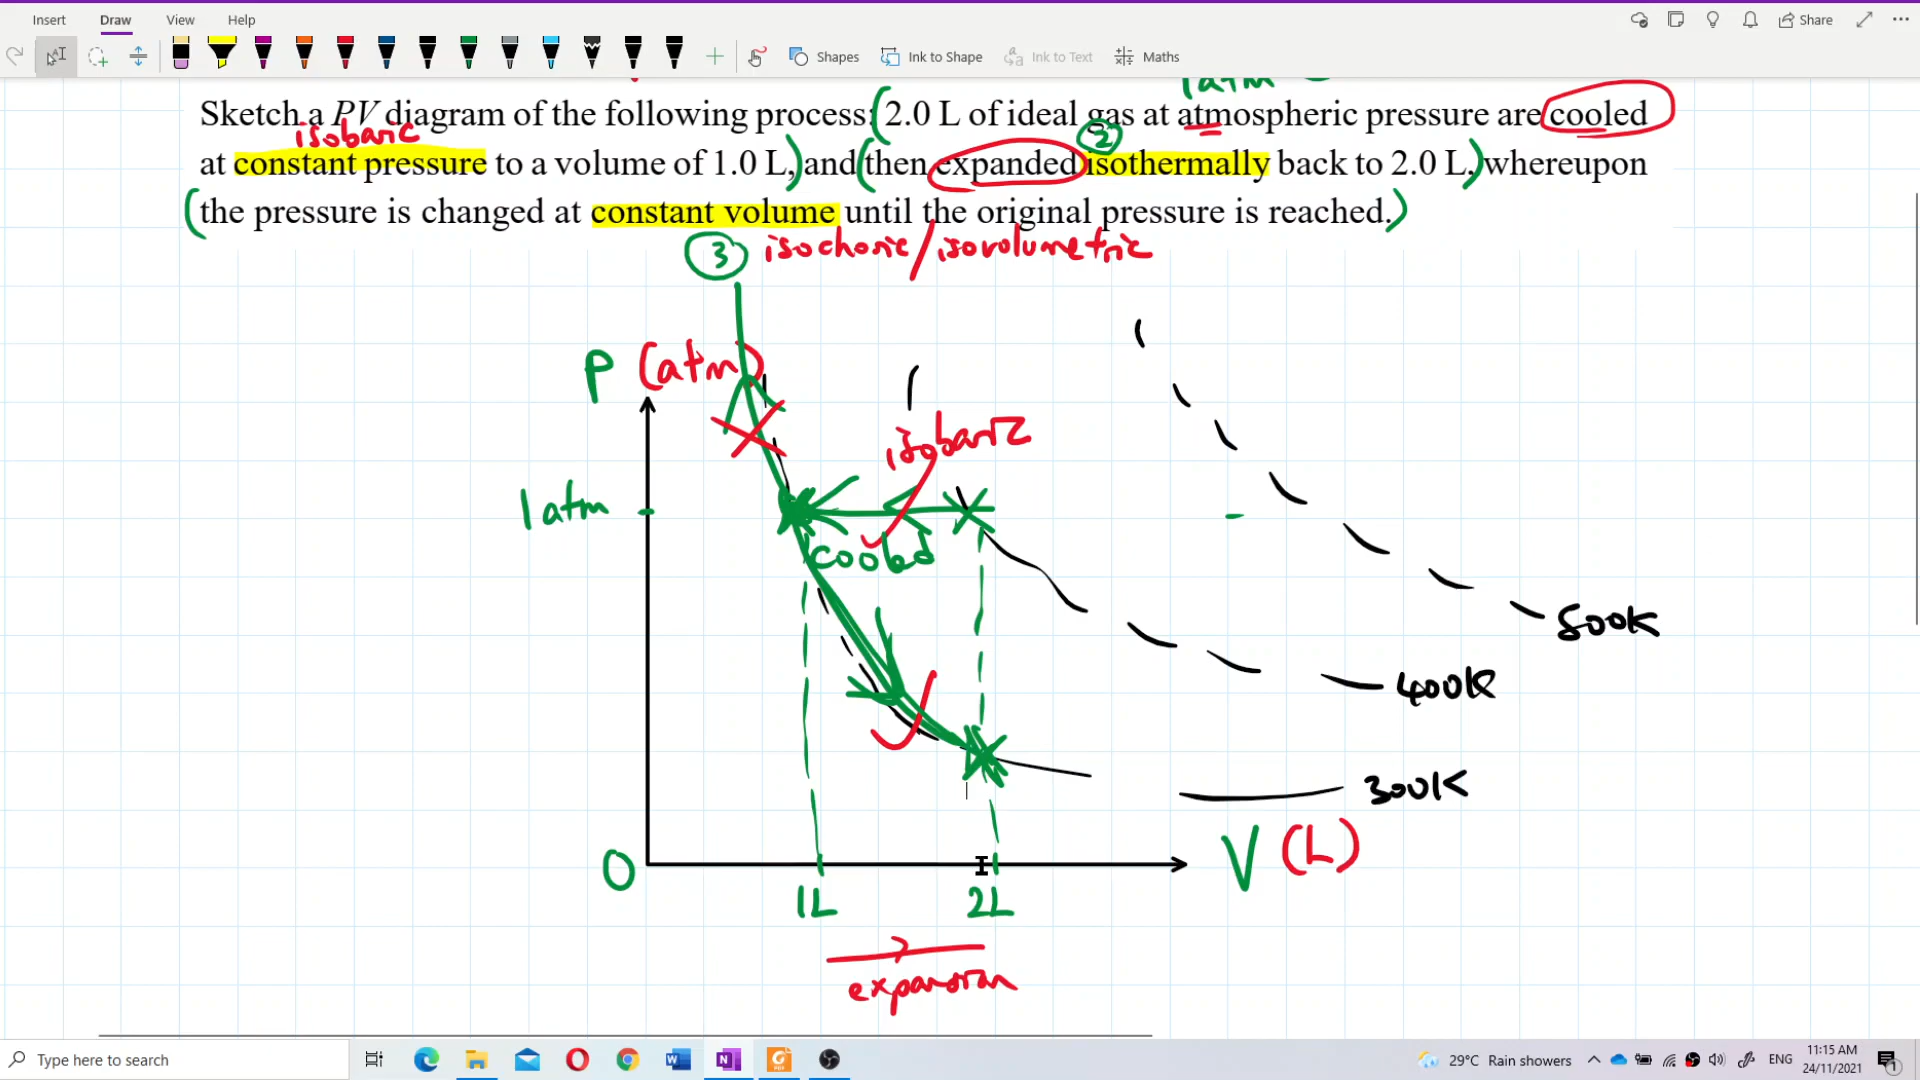 Insert Draw View Help
Share
Shapes Ink to Shape Ink to Text Maths
1atm
Sketch a PV diagram of the following process: (2.0 L of ideal gas at atmospheric pressure are cooled
isobaric 2
at constant pressure to a volume of 1.0 L,) and (then expanded isothermally back to 2.0 L,) whereupon
(the pressure is changed at constant volume until the original pressure is reached.)
3 isochoric/isovolumetric
P (atm)
isobaric
1 atm
cooled
500K
400K
300K
V (L)
0
1L 2L
expansion
Type here to search
29°C Rain showers
ENG
11:15 AM
24/11/2021
1